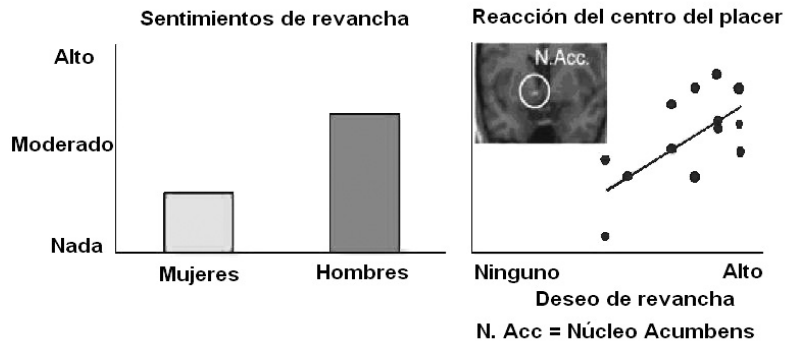 Sentimientos de revancha
Alto
Moderado
Nada
Mujeres
Hombres
Reacción del centro del placer
N.Acc.
Ninguno
Alto
Deseo de revancha
N. Acc = Núcleo Acumbens